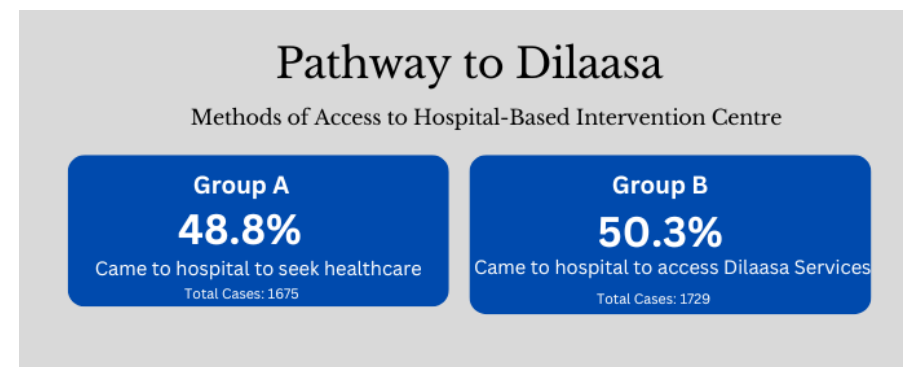 Pathway to Dilaasa
Methods of Access to Hospital-Based Intervention Centre
Group A
48.8%
Came to hospital to seek healthcare
Total Cases: 1675
Group B
50.3%
Came to hospital to access Dilaasa Services
Total Cases: 1729